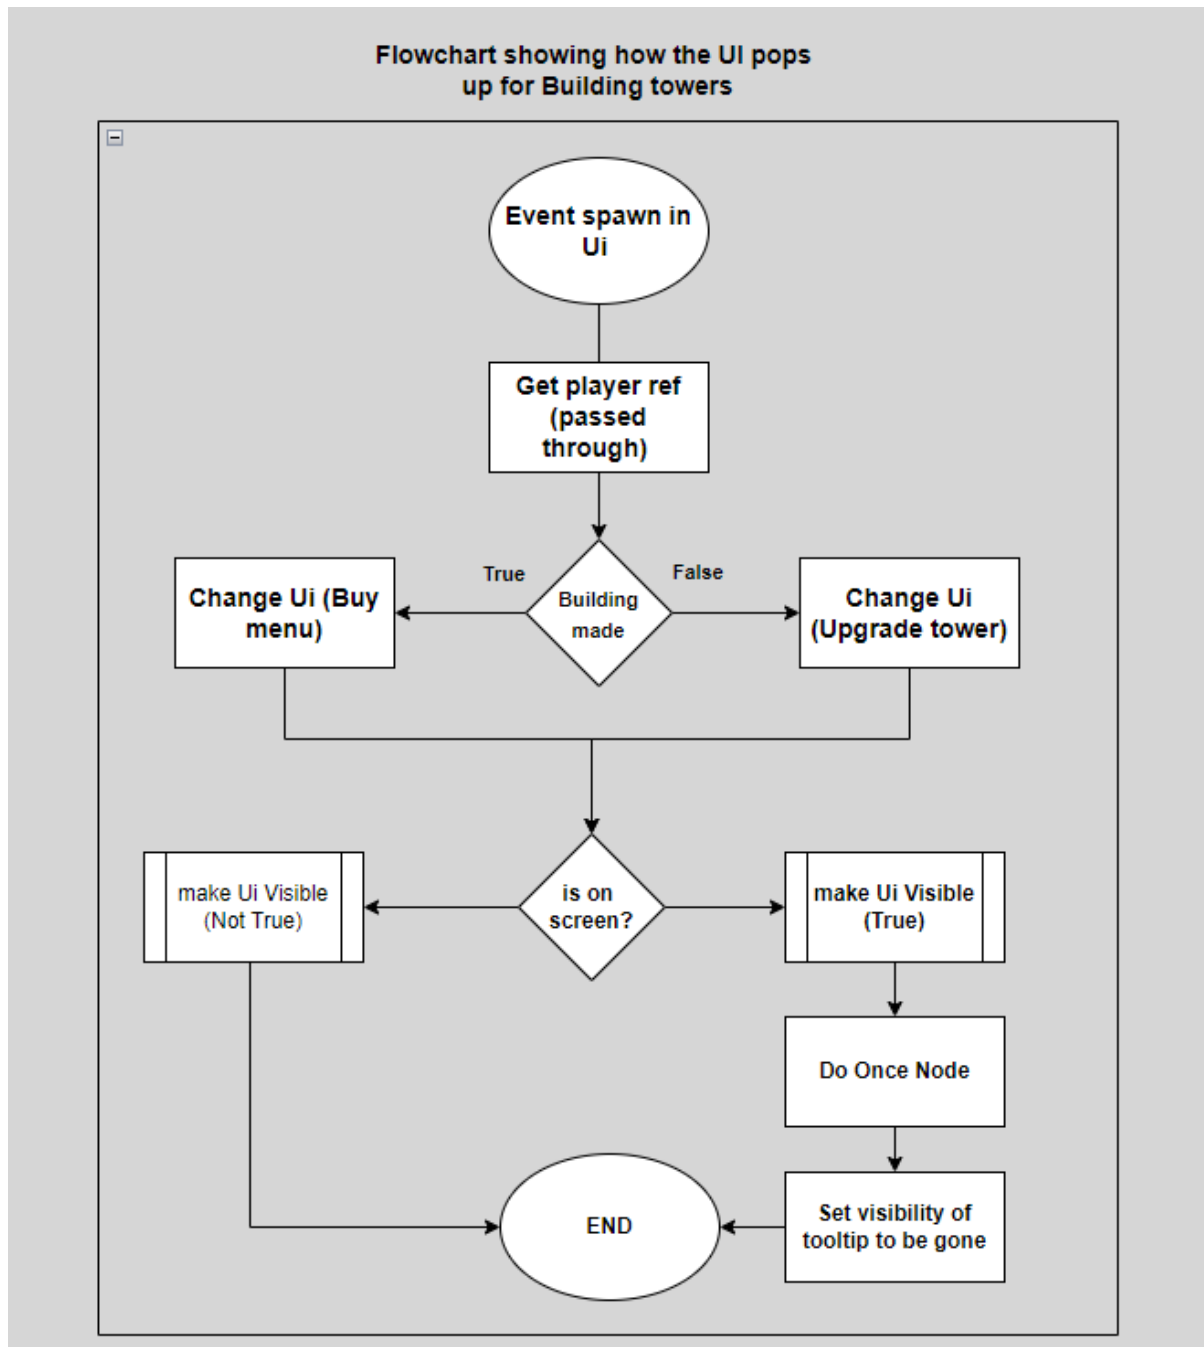 Flowchart showing how the UI pops
up for Building towers
Event spawn in
Ui
Get player ref
(passed
through)
True
False
Building
made
Change Ui (Buy
menu)
Change Ui
(Upgrade tower)
is on
screen?
make Ui Visible
(Not True)
make Ui Visible
(True)
Do Once Node
Set visibility of
tooltip to be gone
END